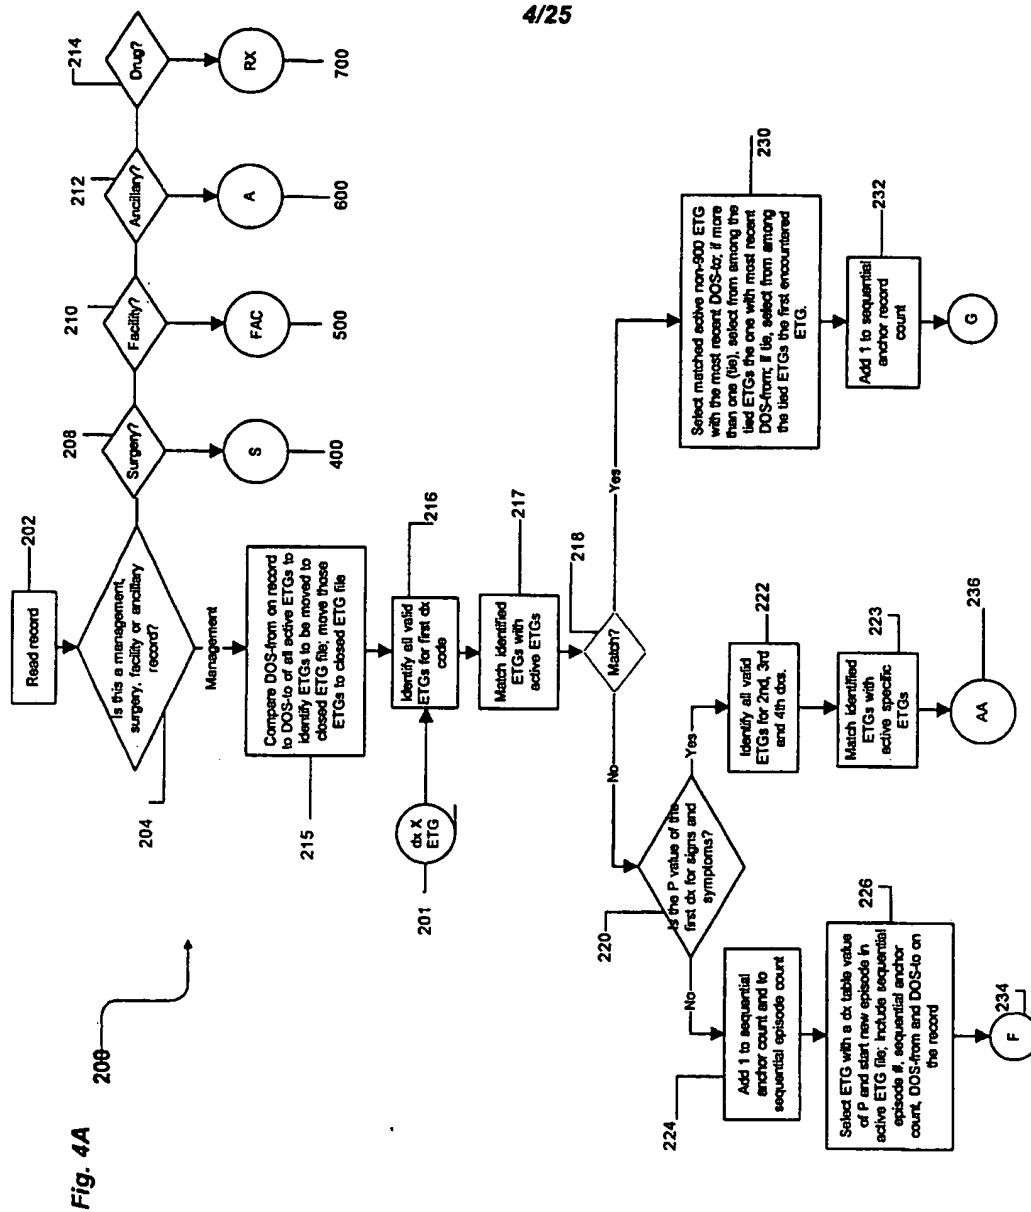 4/25
Fig. 4A
200
Read record
202
Is this a management,
surgery, facility or ancillary
record?
204
Surgery?
208
S
400
Facility?
210
FAC
500
Ancillary?
212
A
600
Drug?
214
RX
700
Management
Compare DOS-from on record
to DOS-to of all active ETGs to
identify ETGs to be moved to
closed ETG file; move those
ETGs to closed ETG file
215
dx X
ETG
201
Identify all valid
ETGs for first dx
code
216
Match identified
ETGs with
active ETGs
217
Match?
218
No
Yes
Is the P value of the
first dx for signs and
symptoms?
220
No
Yes
Add 1 to sequential
anchor count and to
sequential episode count
224
Select ETG with a dx table value
of P and start new episode in
active ETG file; include sequential
episode #, sequential anchor
count, DOS-from and DOS-to on
the record
226
F
234
Identify all valid
ETGs for 2nd, 3rd
and 4th dxs.
222
Match identified
ETGs with
active specific
ETGs
223
AA
236
Select matched active non-900 ETG
with the most recent DOS-to; if more
than one (tie), select from among the
tied ETGs the one with most recent
DOS-from; if tie, select from among
the tied ETGs the first encountered
ETG.
230
Add 1 to sequential
anchor record
count
232
G